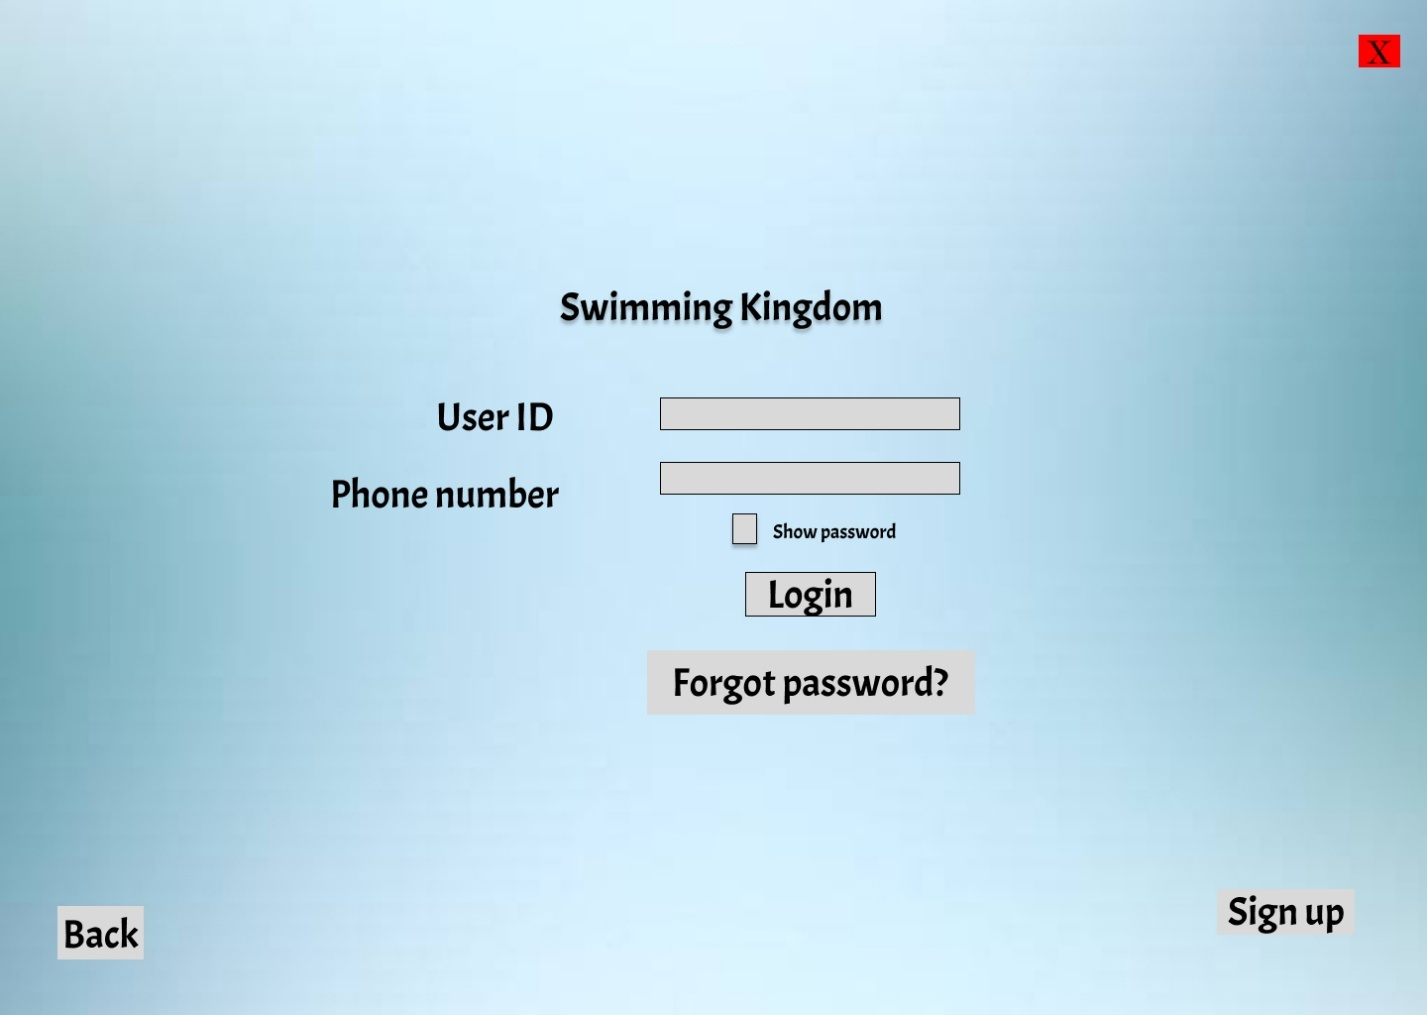 X
Swimming Kingdom
User ID
Phone number
Show password
Login
Forgot password?
Back
Sign up